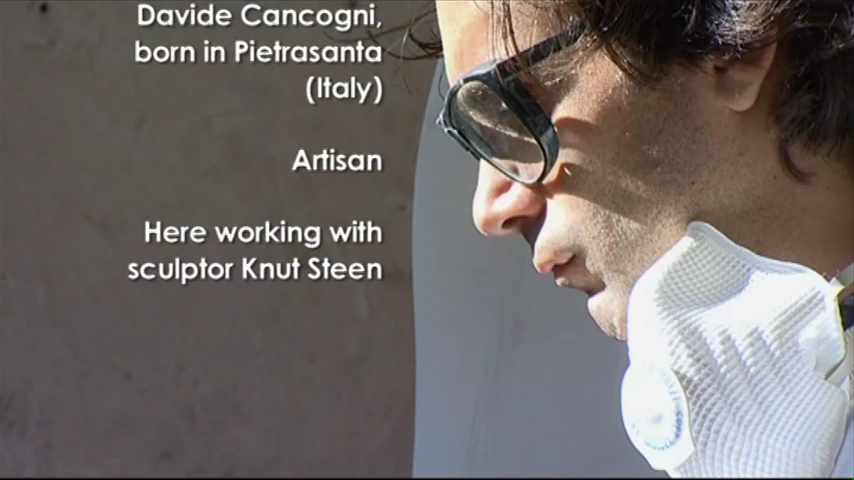 Davide Cancogni,
born in Pietrasanta
(Italy)
Artisan
Here working with
sculptor Knut Steen